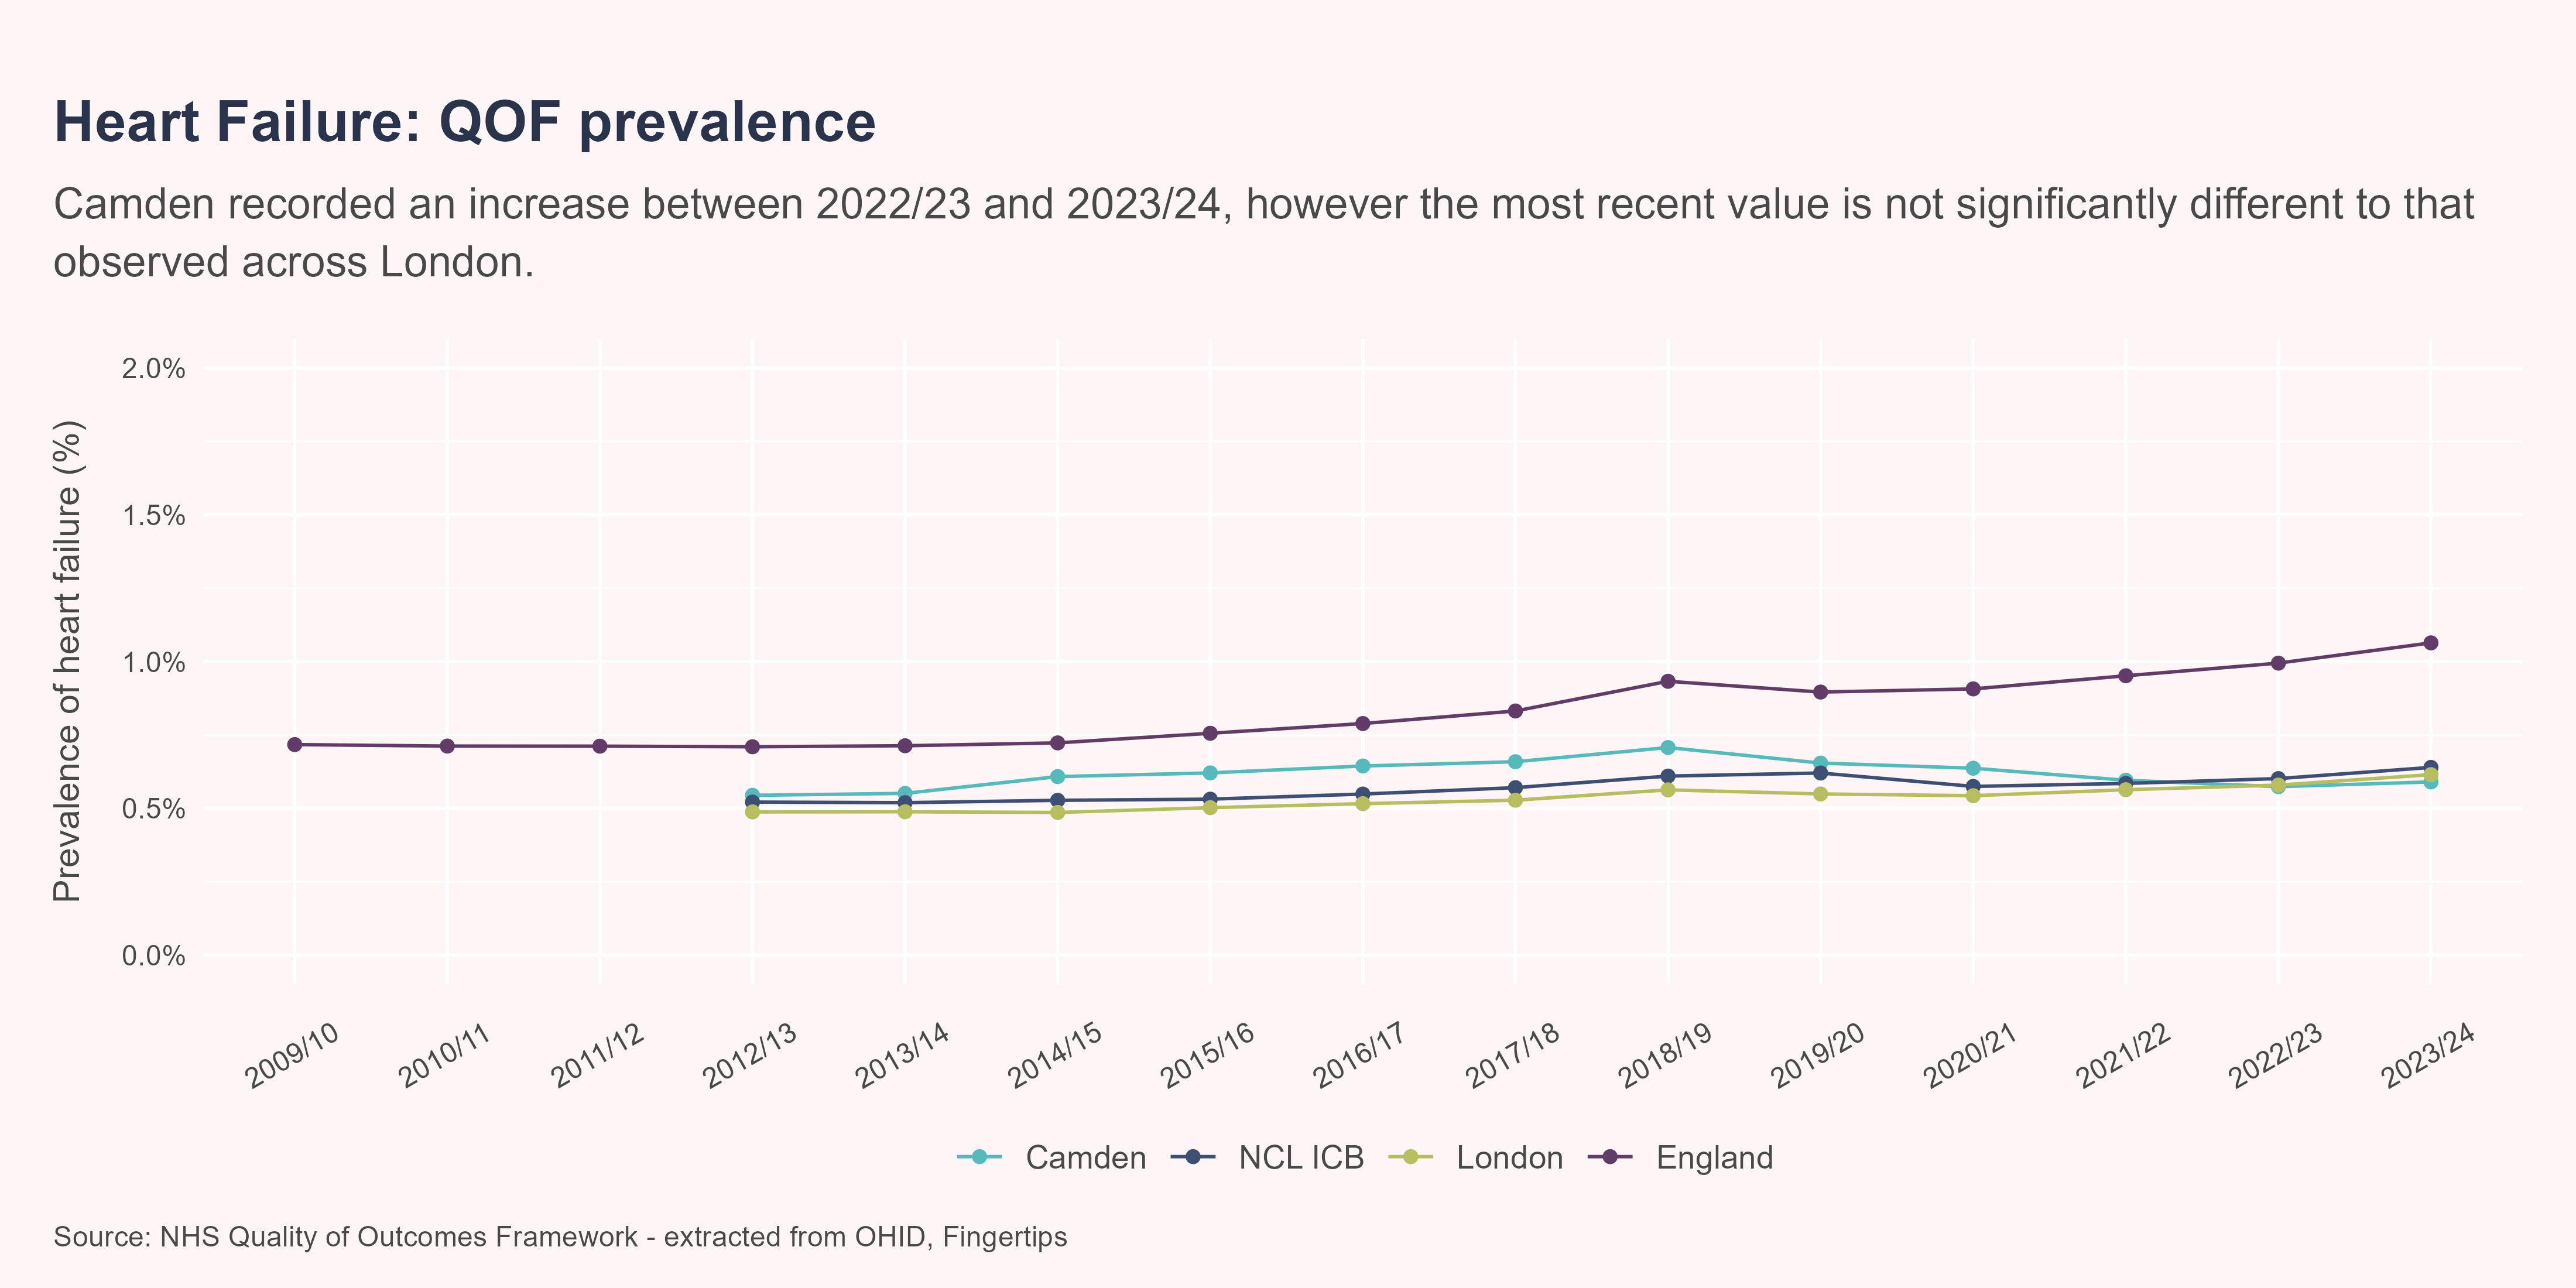 Heart Failure: QOF prevalence
Camden recorded an increase between 2022/23 and 2023/24, however the most recent value is not significantly different to that
observed across London.
Prevalence of heart failure (%)
2.0%
1.5%
1.0%
0.5%
0.0%
2009/10 2010/11 2011/12 2012/13 2013/14 2014/15 2015/16 2016/17 2017/18 2018/19 2019/20 2020/21 2021/22 2022/23 2023/24
Camden NCL ICB London England
Source: NHS Quality of Outcomes Framework - extracted from OHID, Fingertips